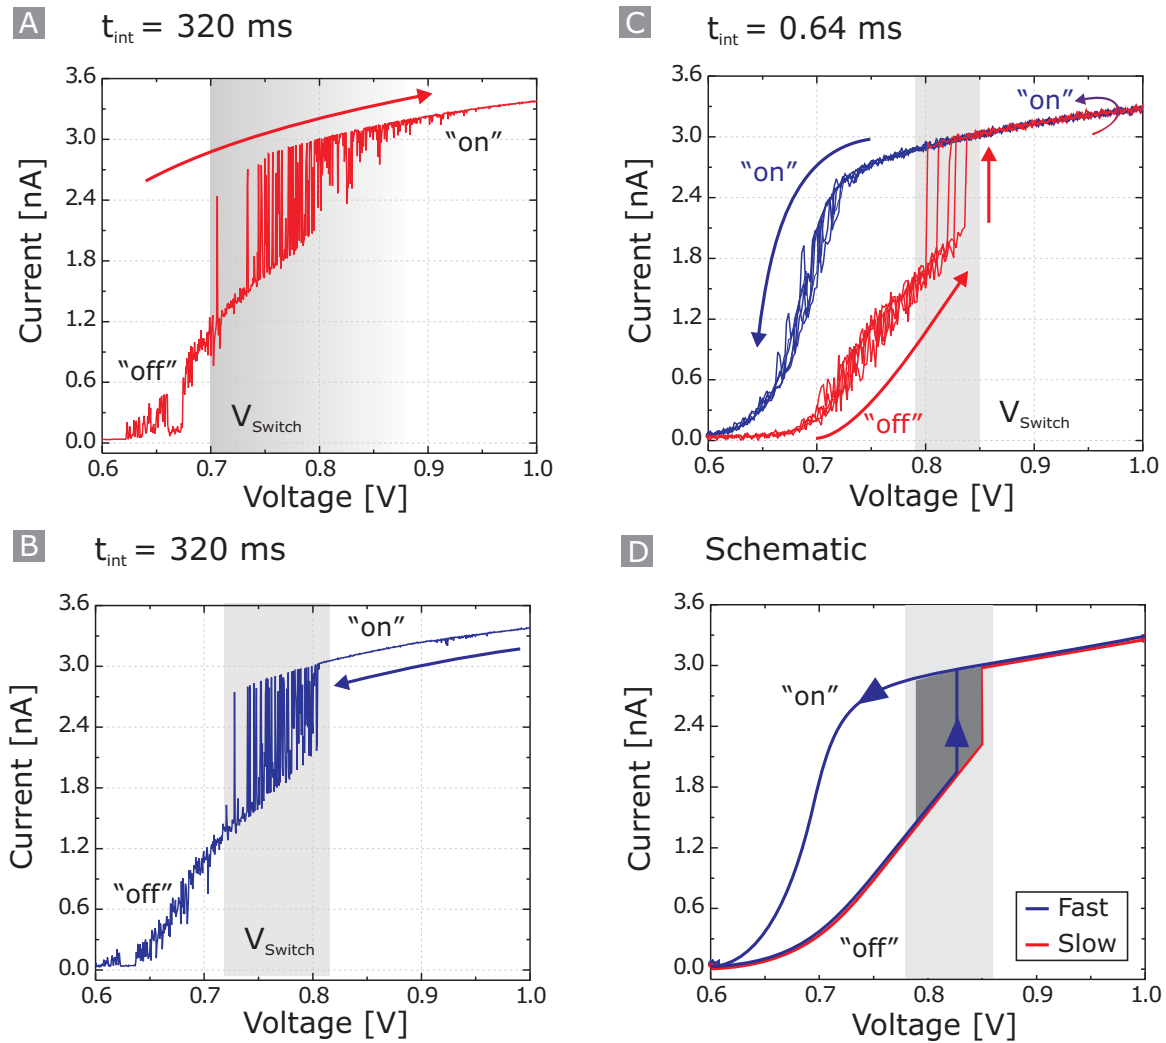 A
t_int = 320 ms
3.6
3.0
2.4
1.8
1.2
0.6
0.0
Current [nA]
“on”
“off”
V_Switch
0.6 0.7 0.8 0.9 1.0
Voltage [V]
C
t_int = 0.64 ms
3.6
3.0
2.4
1.8
1.2
0.6
0.0
Current [nA]
“on”
“on”
“off”
V_Switch
0.6 0.7 0.8 0.9 1.0
Voltage [V]
B
t_int = 320 ms
3.6
3.0
2.4
1.8
1.2
0.6
0.0
Current [nA]
“on”
“off”
V_Switch
0.6 0.7 0.8 0.9 1.0
Voltage [V]
D
Schematic
3.6
3.0
2.4
1.8
1.2
0.6
0.0
Current [nA]
“on”
“off”
Fast
Slow
0.6 0.7 0.8 0.9 1.0
Voltage [V]